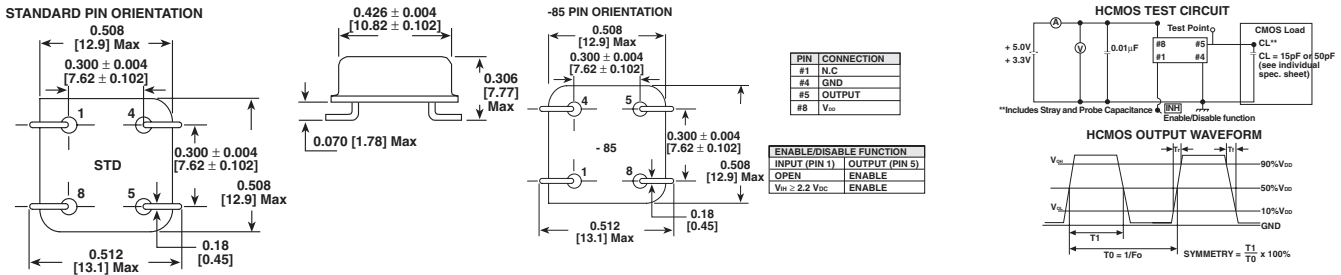 STANDARD PIN ORIENTATION
0.508
[12.9] Max
0.300 ± 0.004
[7.62 ± 0.102]
1
4
STD
8
5
0.300 ± 0.004
[7.62 ± 0.102]
0.508
[12.9] Max
0.18
[0.45]
0.512
[13.1] Max
0.426 ± 0.004
[10.82 ± 0.102]
0.306
[7.77]
Max
0.070 [1.78] Max
-85 PIN ORIENTATION
0.508
[12.9] Max
0.300 ± 0.004
[7.62 ± 0.102]
4
5
- 85
1
8
0.300 ± 0.004
[7.62 ± 0.102]
0.508
[12.9] Max
0.18
[0.45]
0.512
[13.1] Max
PIN CONNECTION
#1 N.C
#4 GND
#5 OUTPUT
#8 VDD
ENABLE/DISABLE FUNCTION
INPUT (PIN 1) OUTPUT (PIN 5)
OPEN ENABLE
VIH ≥ 2.2 VDC ENABLE
HCMOS TEST CIRCUIT
A
Test Point
CMOS Load
+ 5.0V
+ 3.3V
V
0.01µF
#8 #5
#1 #4
CL**
CL = 15pF or 50pF
(see individual
spec. sheet)
**Includes Stray and Probe Capacitance
INH
Enable/Disable function
HCMOS OUTPUT WAVEFORM
Tr
Tf
VOH
90%VDD
50%VDD
VOL
10%VDD
GND
T1
T0 = 1/Fo
SYMMETRY = T1/T0 x 100%